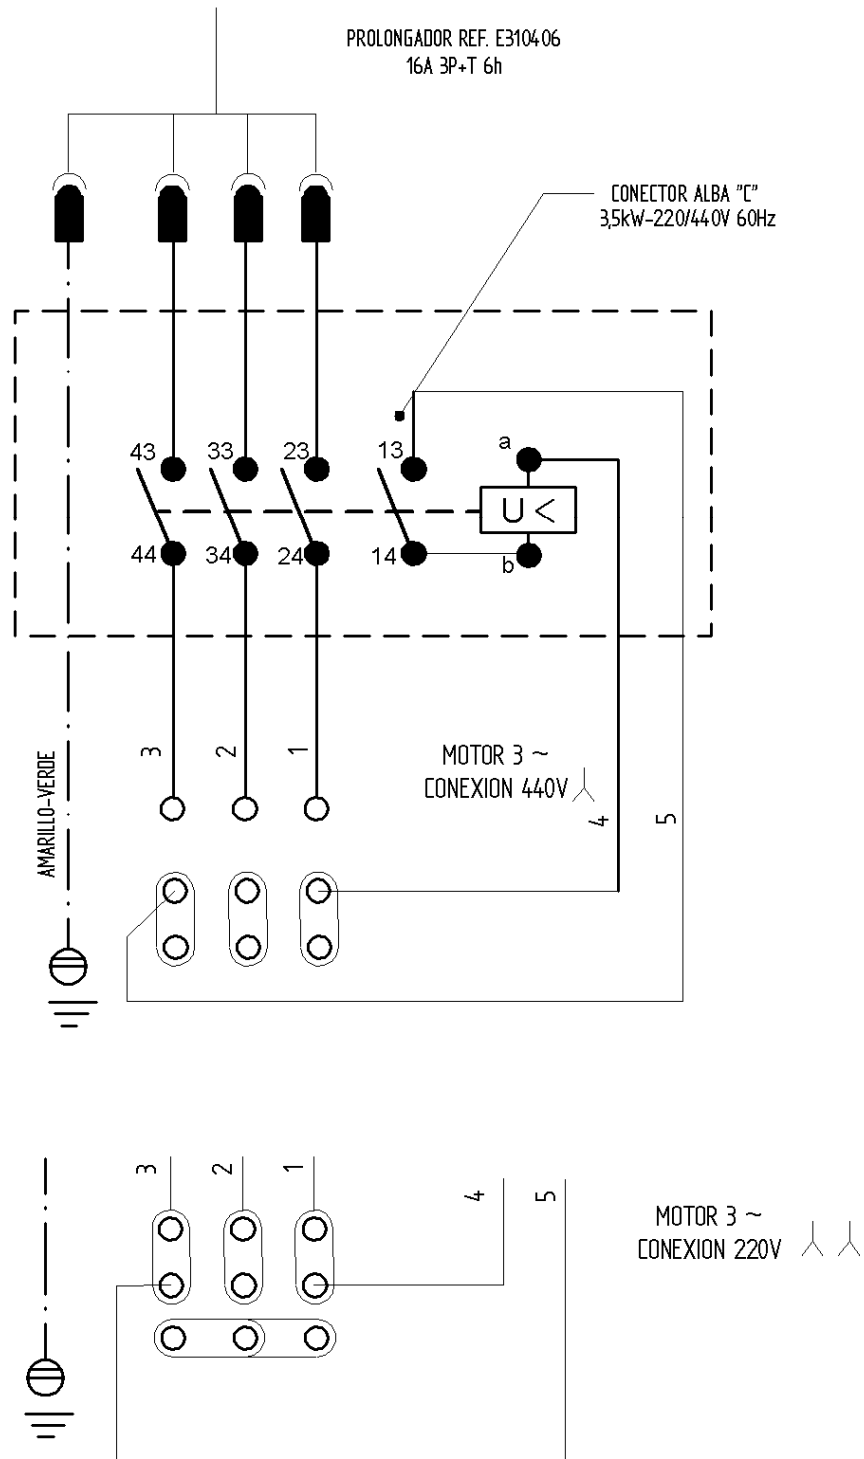 PROLONGADOR REF. E310406
16A 3P+T 6h
CONECTOR ALBA "C"
3,5kW-220/440V 60Hz
43
33
23
13
a
U <
44
34
24
14
b
3
2
1
MOTOR 3 ~
CONEXION 440V
4
5
AMARILLO-VERDE
3
2
1
4
5
MOTOR 3 ~
CONEXION 220V